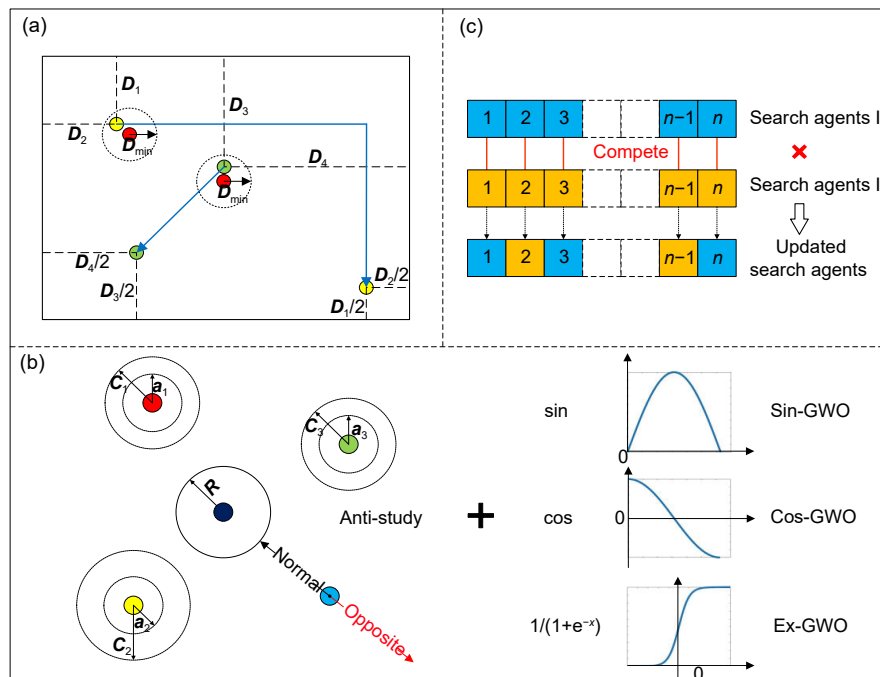 (a)
D1
D2
D3
D4
Dmin
Dmin
D4/2
D3/2
D2/2
D1/2
(c)
1 2 3 n−1 n
Search agents I
Compete
×
1 2 3 n−1 n
Search agents I
Updated
search agents
1 2 3 n−1 n
(b)
C1 a1
C3 a3
R
Anti-study
Normal
Opposite
a2
C2
+
sin
0
Sin-GWO
cos
0
Cos-GWO
1/(1+e⁻ˣ)
0
Ex-GWO